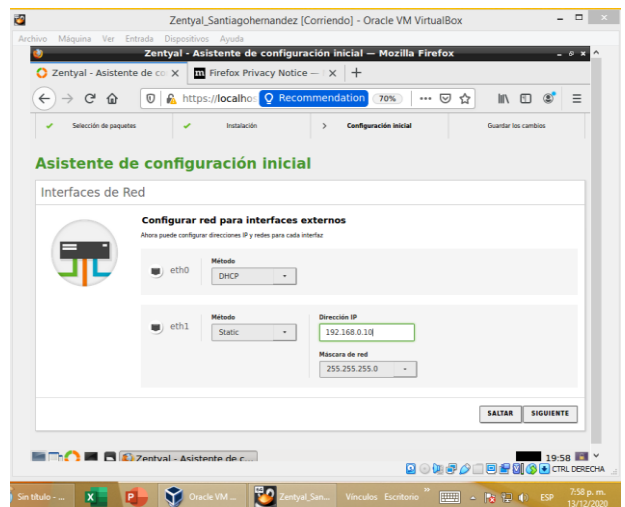 Zentyal_Santiagohernandez [Corriendo] - Oracle VM VirtualBox
Archivo Máquina Ver Entrada Dispositivos Ayuda
Zentyal - Asistente de configuración inicial — Mozilla Firefox
Zentyal - Asistente de co
Firefox Privacy Notice —
https://localhos
Recommendation
70%
Selección de paquetes
Instalación
Configuración inicial
Guardar los cambios
Asistente de configuración inicial
Interfaces de Red
Configurar red para interfaces externos
Ahora puede configurar direcciones IP y redes para cada interfaz
eth0
Método
DHCP
eth1
Método
Static
Dirección IP
192.168.0.10
Máscara de red
255.255.255.0
SALTAR
SIGUIENTE
Zentyal - Asistente de c...
19:58
CTRL DERECHA
Sin título - ...
Oracle VM ...
Zentyal_San...
Vínculos
Escritorio
ESP
7:58 p. m.
13/12/2020